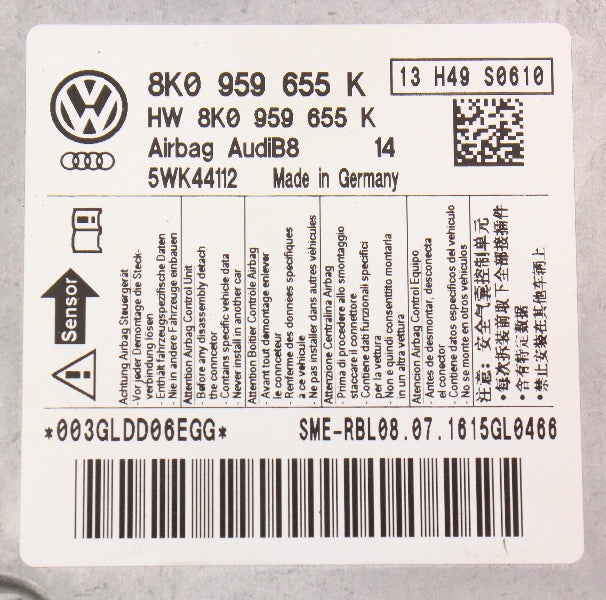 8K0 959 655 K
13 H49 S0610
HW 8K0 959 655 K
Airbag AudiB8 14
5WK44112 Made in Germany
Sensor
Achtung Airbag Steuergerät
- Vor jeder Demontage die Steck-
verbindung lösen
- Enthält fahrzeugspezifische Daten
- Nie in andere Fahrzeuge einbauen
Attention Airbag Control Unit
- Before any disassembly detach
the conncetor
- Contains specific vehicle data
- Never install in another car
Attention Boitier Controle Airbag
- Avant tout demontage enlever
le connceteur
- Renferme des données spécifiques
a ce véhicule
- Ne pas installer dans autres véhicules
Attenzione Centralina Airbag
- Prima di procedere allo smontaggio
staccare il connettore
- Contiene dati funzionali specifici
per la vettura
- Non e quindi consentitto montaria
in un altra vettura
Atencion Airbag Control Equipo
- Antes de desmontar, desconecta
el conector
- Contiene datos especificos del vehiculo
- No se monte en otros vehiculos
注意：安全气囊控制单元
•每次拆装前取下全部接插件
•含有特定数据
•禁止安装在其他车辆上
*003GLDD06EGG* SME-RBL08.07.1615GL0466